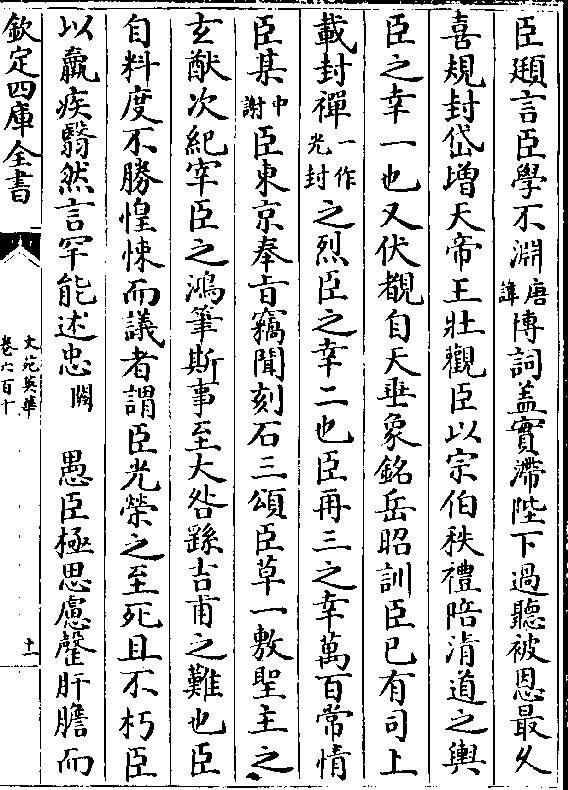 臣頲言臣學不淵唐諱博詞盖實滯陛下過聽被恩最久
喜規封岱增天帝王壯觀臣以宗伯秩禮陪清道之輿
臣之幸一也又伏覩自天垂象銘岳昭訓臣已有司上
載封禪一作光封之烈臣之幸二也臣再三之幸萬百常情
臣某中謝臣東京奉㫖竊聞刻石三頌臣草一敷聖主之
玄猷次紀宰臣之鴻筆斯事至大咎繇吉甫之難也臣
自料度不勝惶悚而議者謂臣光榮之至死且不朽臣
以羸疾翳然言罕能述忠闕 愚臣極思慮罄肝膽而
欽定四庫全書
文苑英華
卷六百十
十一